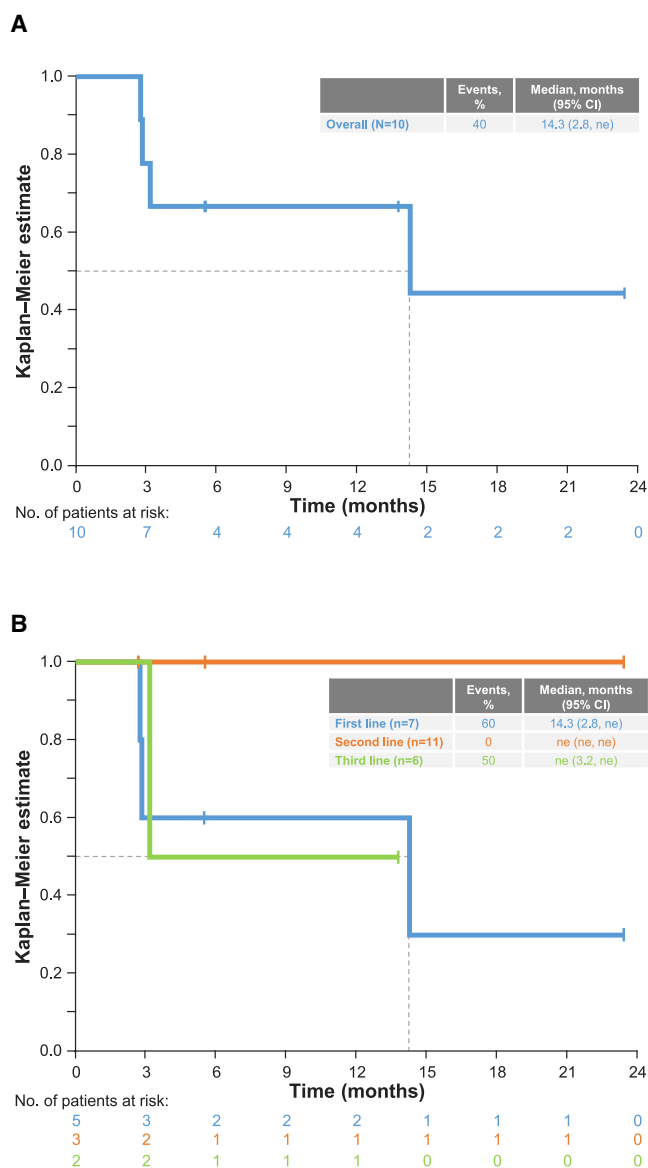 A
Events, %
Median, months (95% CI)
Overall (N=10) 40 14.3 (2.8, ne)
Kaplan–Meier estimate
1.0
0.8
0.6
0.4
0.2
0.0
0 3 6 9 12 15 18 21 24
Time (months)
No. of patients at risk:
10 7 4 4 4 2 2 2 0
B
Events, %
Median, months (95% CI)
First line (n=7) 60 14.3 (2.8, ne)
Second line (n=11) 0 ne (ne, ne)
Third line (n=6) 50 ne (3.2, ne)
Kaplan–Meier estimate
1.0
0.8
0.6
0.4
0.2
0.0
0 3 6 9 12 15 18 21 24
Time (months)
No. of patients at risk:
5 3 2 2 2 1 1 1 0
3 2 1 1 1 1 1 1 0
2 2 1 1 1 0 0 0 0